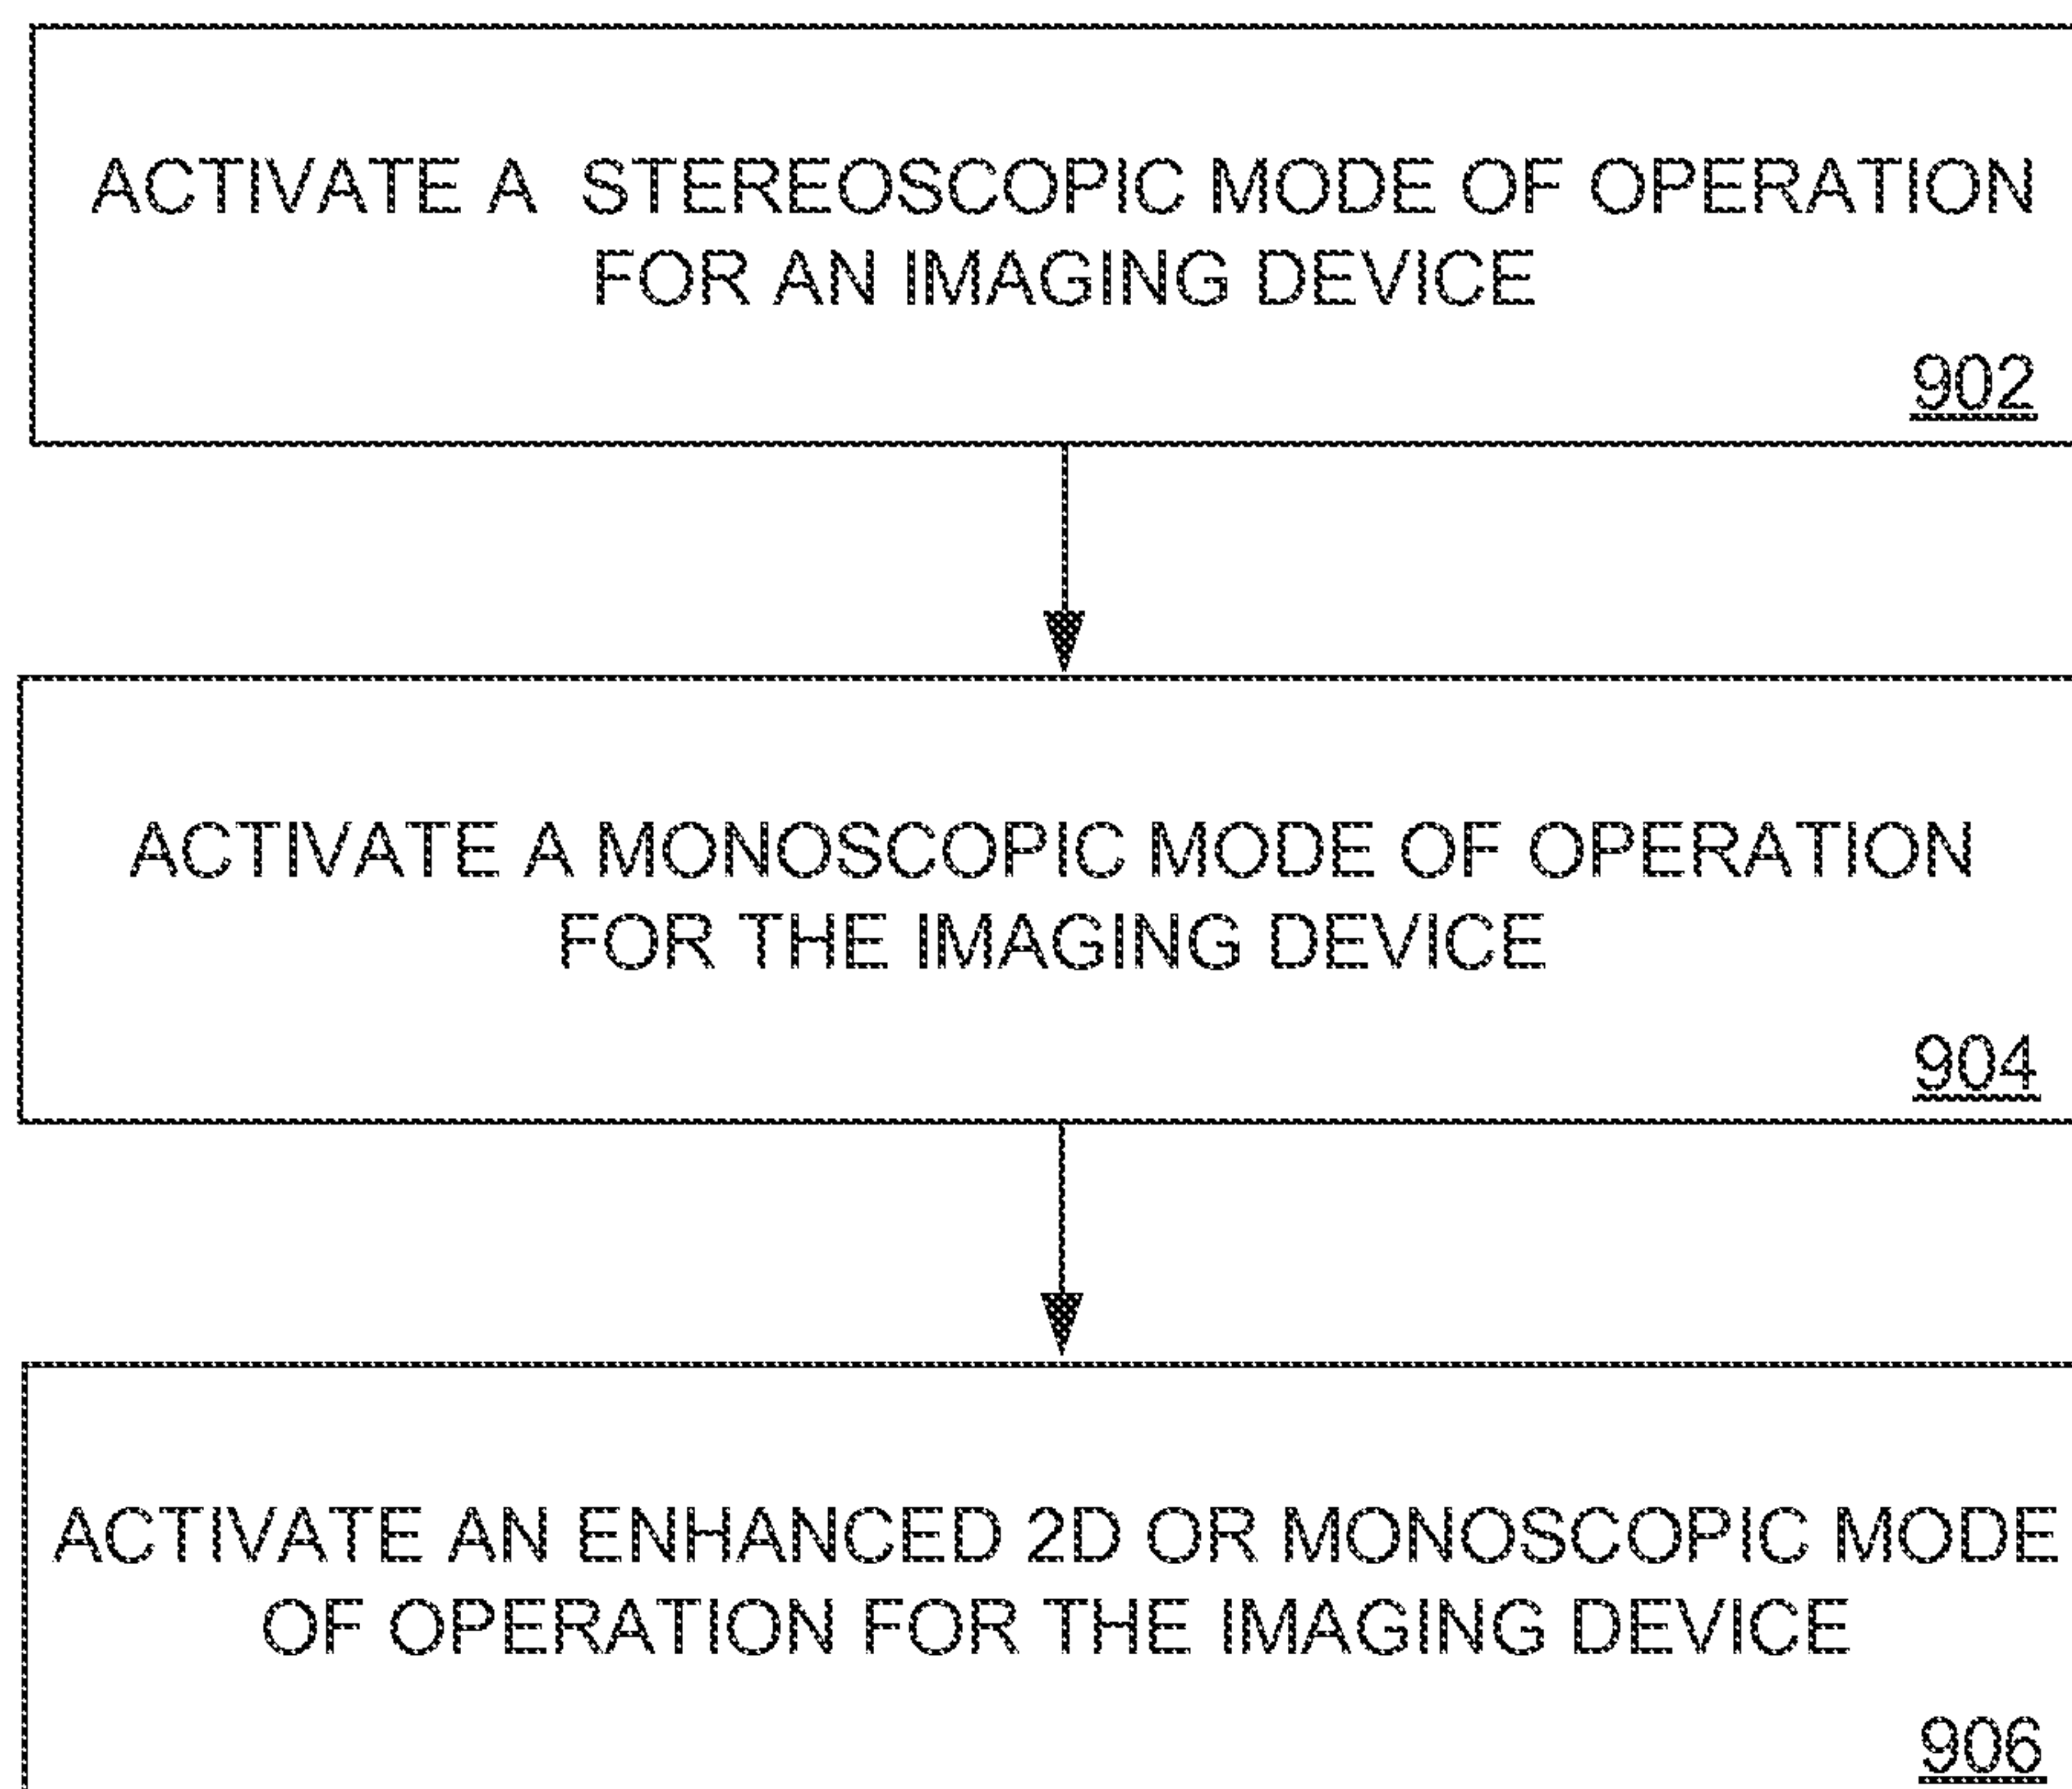 ACTIVATE A STEREOSCOPIC MODE OF OPERATION
FOR AN IMAGING DEVICE
902
ACTIVATE A MONOSCOPIC MODE OF OPERATION
FOR THE IMAGING DEVICE
904
ACTIVATE AN ENHANCED 2D OR MONOSCOPIC MODE
OF OPERATION FOR THE IMAGING DEVICE
906